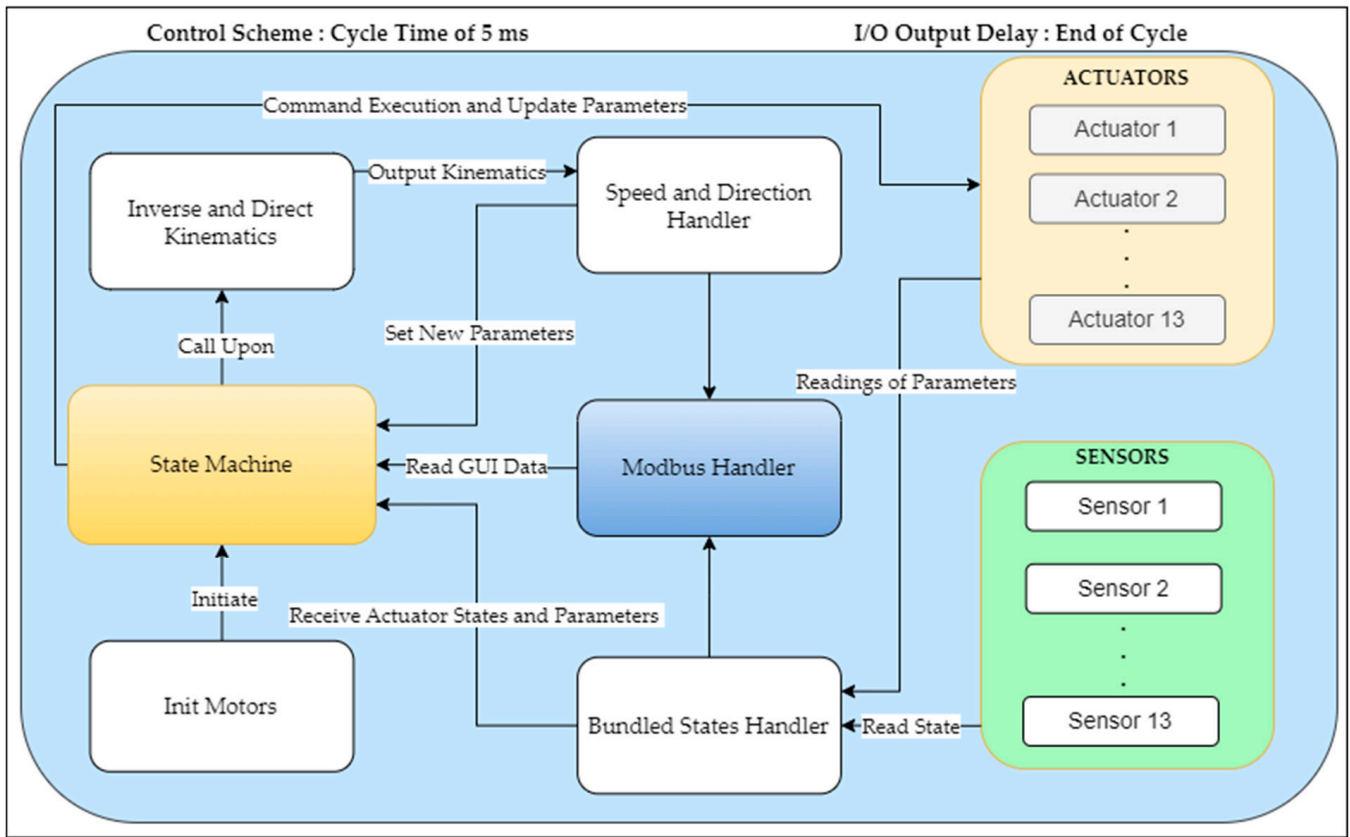 Control Scheme : Cycle Time of 5 ms
I/O Output Delay : End of Cycle
ACTUATORS
Command Execution and Update Parameters
Actuator 1
Output Kinematics
Speed and Direction
Handler
Inverse and Direct
Kinematics
Actuator 2
.
.
.
Actuator 13
Set New Parameters
Call Upon
Readings of Parameters
State Machine
Read GUI Data
Modbus Handler
SENSORS
Sensor 1
Sensor 2
.
.
.
Sensor 13
Initiate
Receive Actuator States and Parameters
Init Motors
Bundled States Handler
Read State